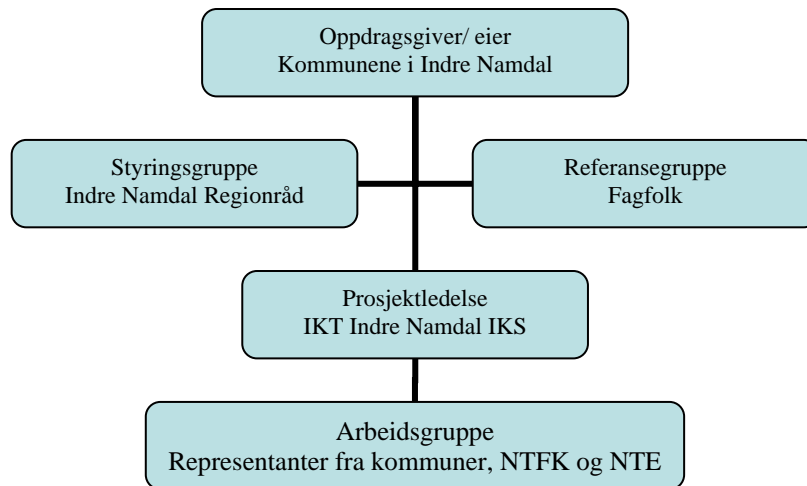 Oppdragsgiver/ eier
Kommunene i Indre Namdal
Styringsgruppe
Indre Namdal Regionråd
Referansegruppe
Fagfolk
Prosjektledelse
IKT Indre Namdal IKS
Arbeidsgruppe
Representanter fra kommuner, NTFK og NTE